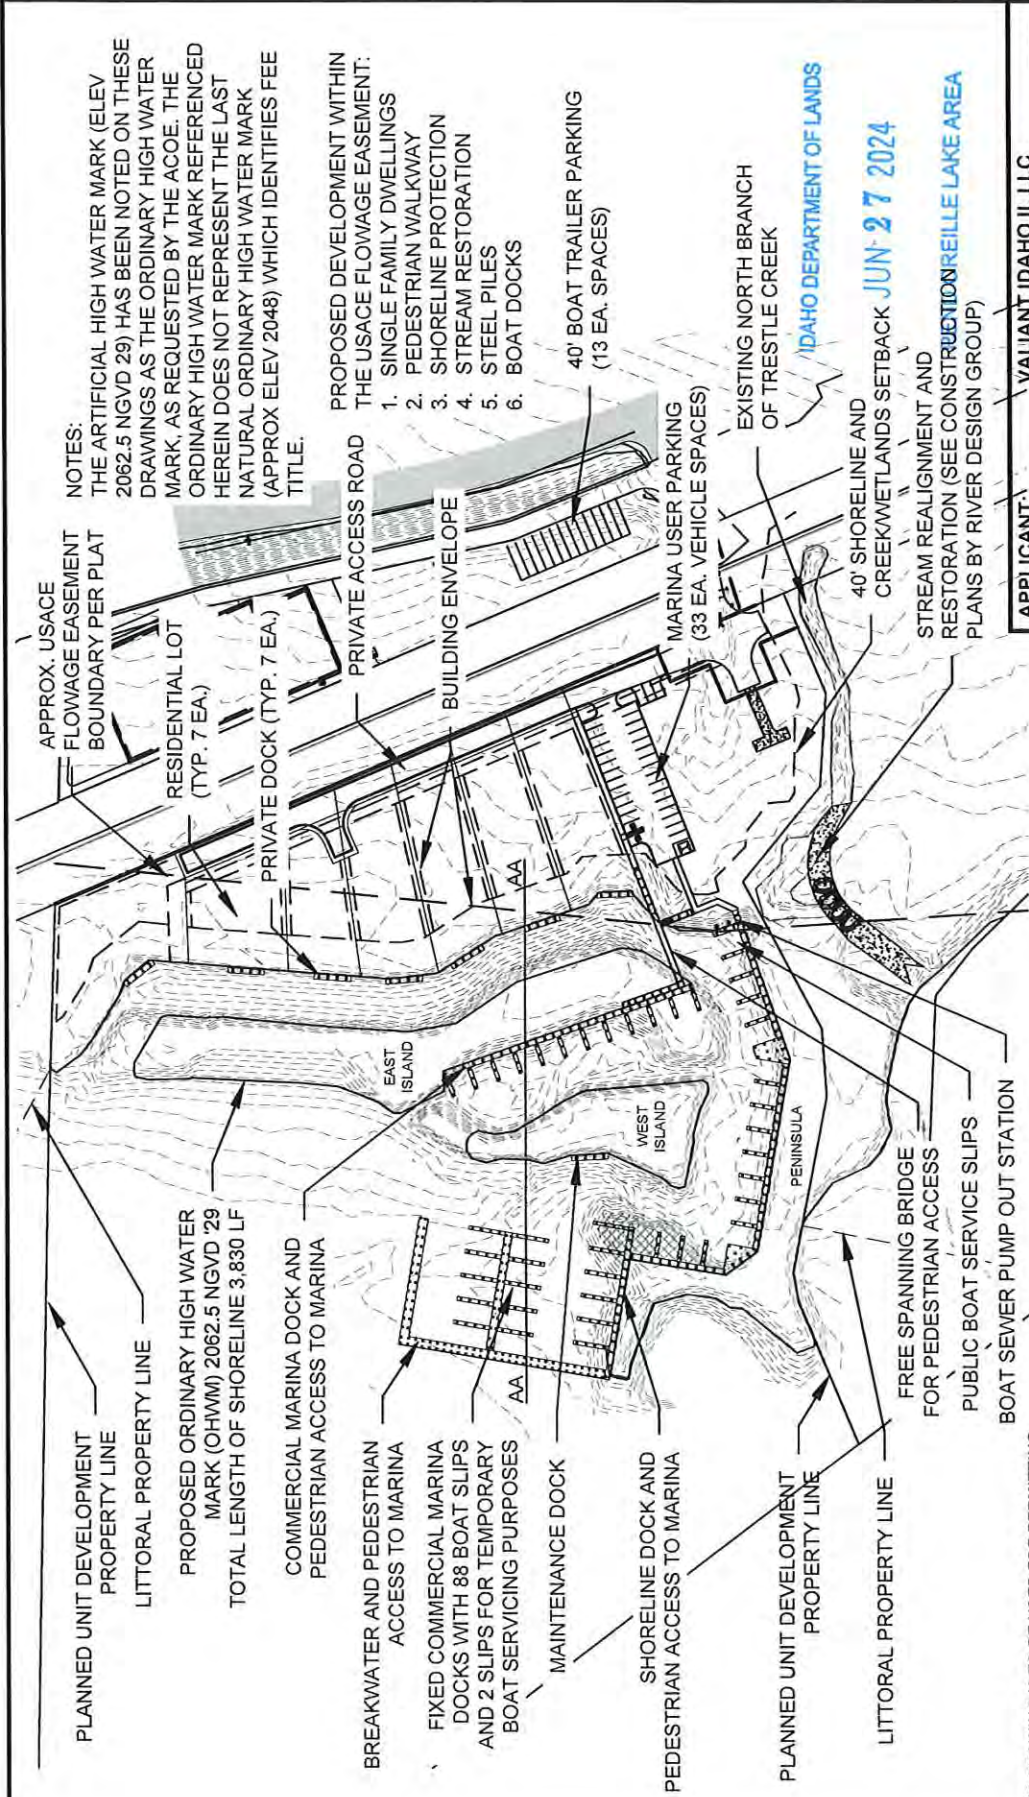 NOTES:
THE ARTIFICIAL HIGH WATER MARK (ELEV
2062.5 NGVD 29) HAS BEEN NOTED ON THESE
DRAWINGS AS THE ORDINARY HIGH WATER
MARK, AS REQUESTED BY THE ACOE. THE
ORDINARY HIGH WATER MARK REFERENCED
HEREIN DOES NOT REPRESENT THE LAST
NATURAL ORDINARY HIGH WATER MARK
(APPROX ELEV 2048) WHICH IDENTIFIES FEE
TITLE.
PROPOSED DEVELOPMENT WITHIN
THE USACE FLOWAGE EASEMENT:
1. SINGLE FAMILY DWELLINGS
2. PEDESTRIAN WALKWAY
3. SHORELINE PROTECTION
4. STREAM RESTORATION
5. STEEL PILES
6. BOAT DOCKS
40' BOAT TRAILER PARKING
(13 EA. SPACES)
IDAHO DEPARTMENT OF LANDS
JUN 27 2024
OREILLE LAKE AREA
APPROX. USACE
FLOWAGE EASEMENT
BOUNDARY PER PLAT
RESIDENTIAL LOT
(TYP. 7 EA.)
PRIVATE DOCK (TYP. 7 EA.)
PRIVATE ACCESS ROAD
BUILDING ENVELOPE
MARINA USER PARKING
(33 EA. VEHICLE SPACES)
EXISTING NORTH BRANCH
OF TRESTLE CREEK
40' SHORELINE AND
CREEK/WETLANDS SETBACK
STREAM REALIGNMENT AND
RESTORATION (SEE CONSTRUCTION
PLANS BY RIVER DESIGN GROUP)
APPLICANT: VALIANT IDAHO II, LLC
AA
EAST
ISLAND
WEST
ISLAND
PENINSULA
AA
PLANNED UNIT DEVELOPMENT
PROPERTY LINE
LITTORAL PROPERTY LINE
PROPOSED ORDINARY HIGH WATER
MARK (OHWM) 2062.5 NGVD '29
TOTAL LENGTH OF SHORELINE 3,830 LF
COMMERCIAL MARINA DOCK AND
PEDESTRIAN ACCESS TO MARINA
BREAKWATER AND PEDESTRIAN
ACCESS TO MARINA
FIXED COMMERCIAL MARINA
DOCKS WITH 88 BOAT SLIPS
AND 2 SLIPS FOR TEMPORARY
BOAT SERVICING PURPOSES
MAINTENANCE DOCK
SHORELINE DOCK AND
PEDESTRIAN ACCESS TO MARINA
PLANNED UNIT DEVELOPMENT
PROPERTY LINE
LITTORAL PROPERTY LINE
FREE SPANNING BRIDGE
FOR PEDESTRIAN ACCESS
PUBLIC BOAT SERVICE SLIPS
BOAT SEWER PUMP OUT STATION